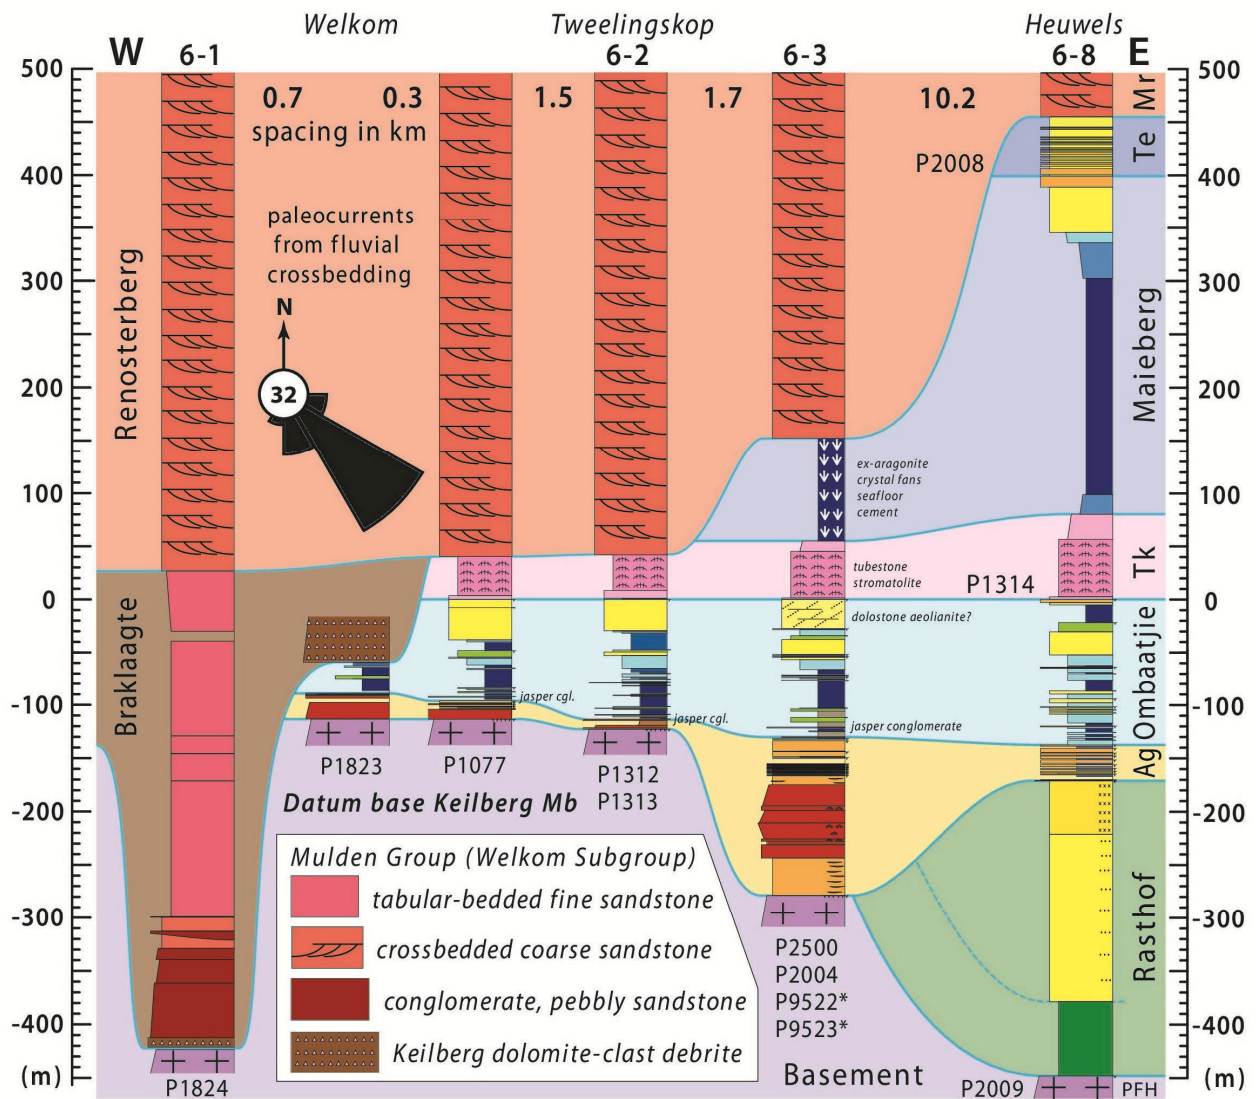 Welkom
Tweelingskop
Heuwels
W
6-1
6-2
6-3
6-8
E
500
400
300
200
100
0
-100
-200
-300
-400
(m)
500
400
300
200
100
0
-100
-200
-300
-400
(m)
0.7
0.3
1.5
1.7
10.2
spacing in km
paleocurrents
from fluvial
crossbedding
N
32
Renosterberg
Braklaagte
Mr
Te
Maieberg
Tk
Ombaatjie
Ag
Rasthof
PFH
P2008
ex-aragonite
crystal fans
seafloor
cement
tubestone
stromatolite
P1314
dolostone aeolianite?
jasper cgl.
jasper cgl.
jasper conglomerate
P1823
P1077
P1312
P1313
P2500
P2004
P9522*
P9523*
P1824
P2009
Basement
Datum base Keilberg Mb
Mulden Group (Welkom Subgroup)
tabular-bedded fine sandstone
crossbedded coarse sandstone
conglomerate, pebbly sandstone
Keilberg dolomite-clast debrite